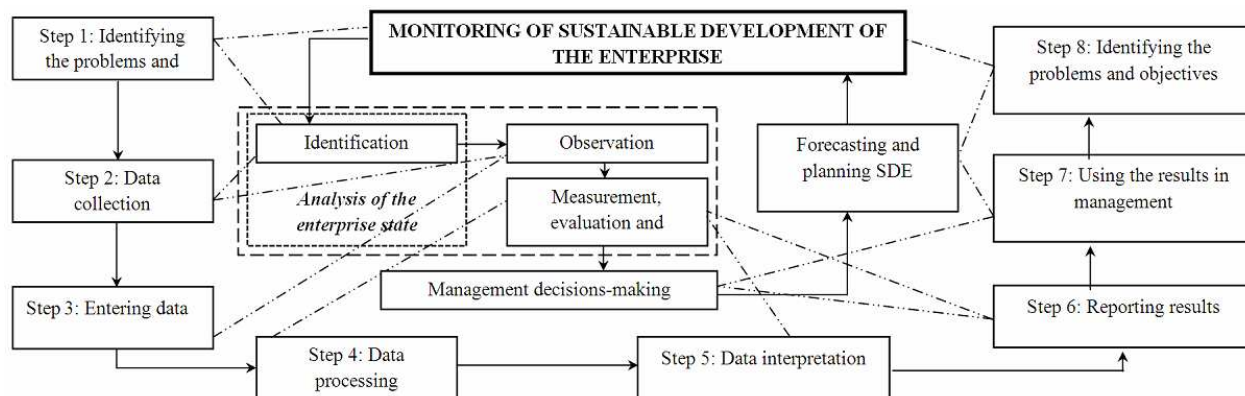 Step 1: Identifying
the problems and
MONITORING OF SUSTAINABLE DEVELOPMENT OF
THE ENTERPRISE
Step 8: Identifying the
problems and objectives
Identification
Observation
Forecasting and
planning SDE
Step 2: Data
collection
Analysis of the
enterprise state
Measurement,
evaluation and
Step 7: Using the results in
management
Management decisions-making
Step 3: Entering data
Step 6: Reporting results
Step 4: Data
processing
Step 5: Data interpretation